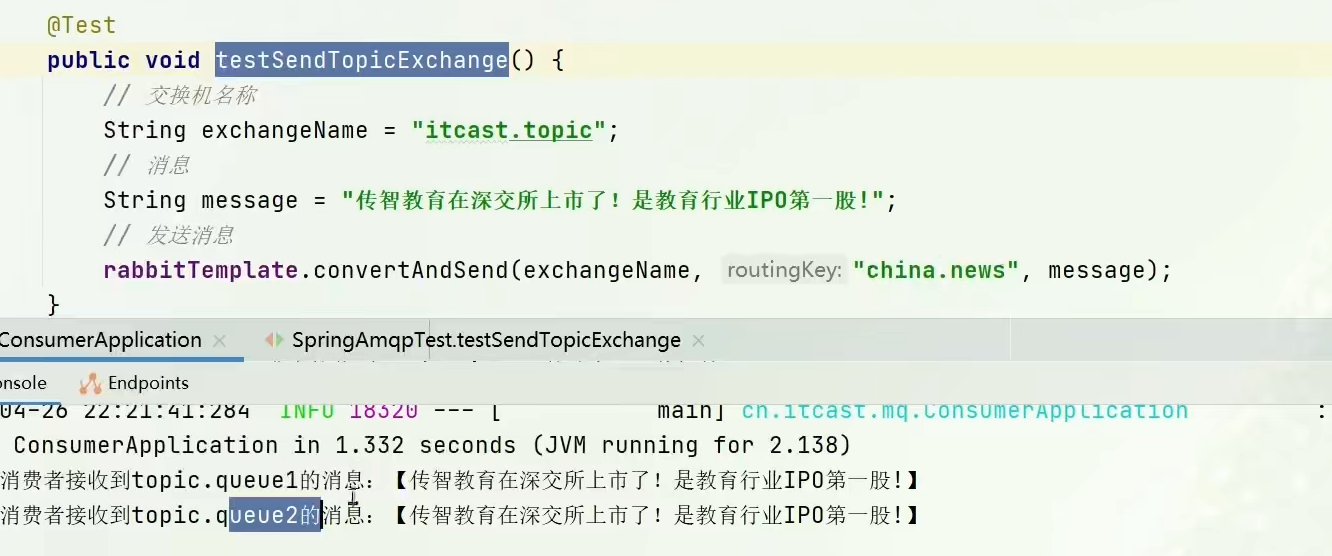 @Test
public void testSendTopicExchange() {
// 交换机名称
String exchangeName = "itcast.topic";
// 消息
String message = "传智教育在深交所上市了！是教育行业IPO第一股!";
// 发送消息
rabbitTemplate.convertAndSend(exchangeName, routingKey: "china.news", message);
}
ConsumerApplication × SpringAmqpTest.testSendTopicExchange ×
onsole Endpoints
04-26 22:21:41:284 INFO 18320 --- [ main] cn.itcast.mq.ConsumerApplication :
ConsumerApplication in 1.332 seconds (JVM running for 2.138)
消费者接收到topic.queue1的消息：【传智教育在深交所上市了！是教育行业IPO第一股!】
消费者接收到topic.queue2的消息：【传智教育在深交所上市了！是教育行业IPO第一股!】